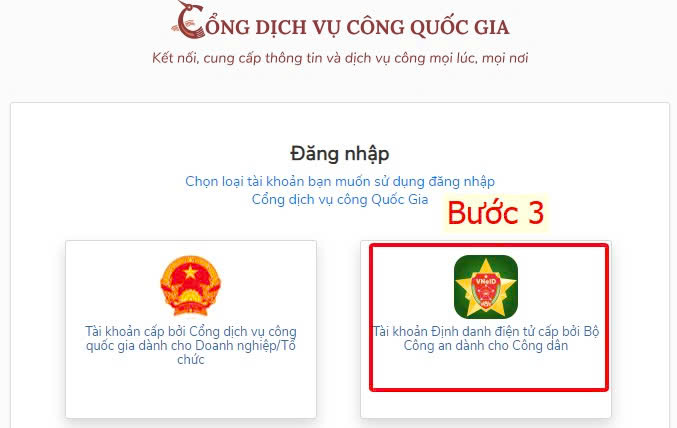 CỔNG DỊCH VỤ CÔNG QUỐC GIA
Kết nối, cung cấp thông tin và dịch vụ công mọi lúc, mọi nơi
Đăng nhập
Chọn loại tài khoản bạn muốn sử dụng đăng nhập
Cổng dịch vụ công Quốc Gia
Bước 3
Tài khoản cấp bởi Cổng dịch vụ công
quốc gia dành cho Doanh nghiệp/Tổ
chức
VNeID
Tài khoản Định danh điện tử cấp bởi Bộ
Công an dành cho Công dân